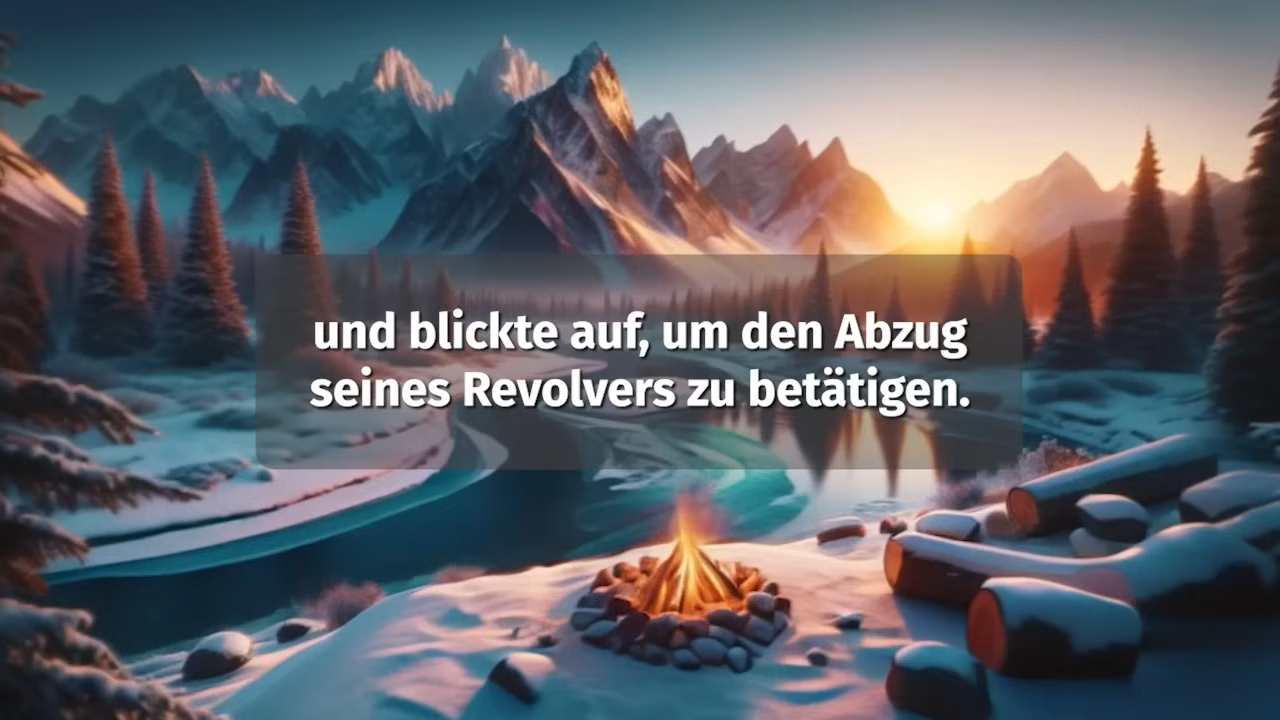 und blickte auf, um den Abzug
seines Revolvers zu betätigen.